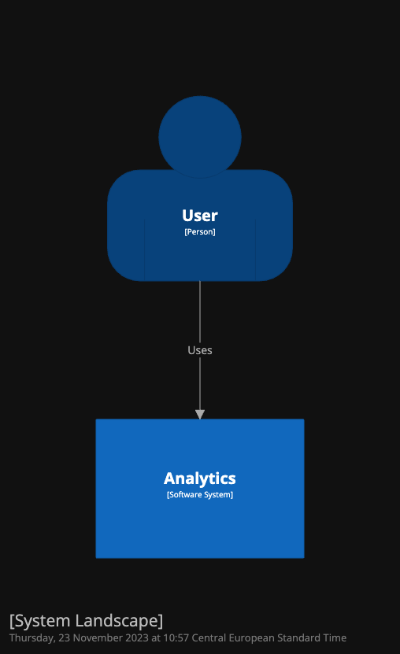 User
[Person]
Uses
Analytics
[Software System]
[System Landscape]
Thursday, 23 November 2023 at 10:57 Central European Standard Time